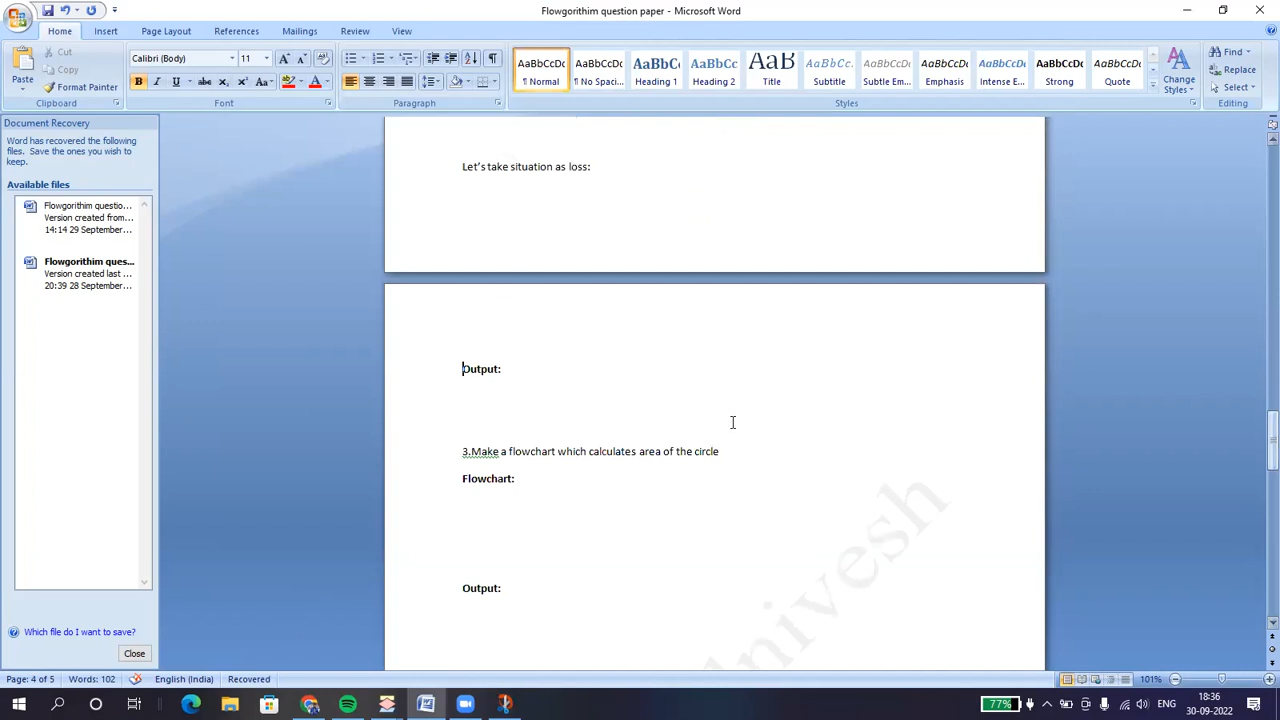 Flowgorithim question paper - Microsoft Word
Home
Insert
Page Layout
References
Mailings
Review
View
Paste
Cut
Copy
Format Painter
Clipboard
Calibri (Body)
11
Font
Paragraph
AaBbCcDc
¶ Normal
AaBbCcDc
¶ No Spaci...
AaBbC(
Heading 1
AaBbCc
Heading 2
AaB
Title
AaBbCc.
Subtitle
AaBbCcDc
Subtle Em...
AaBbCcDc
Emphasis
AaBbCcDc
Intense E...
AaBbCcDc
Strong
AaBbCcDc
Quote
Change Styles
Styles
Find
Replace
Select
Editing
Document Recovery
Word has recovered the following
files. Save the ones you wish to
keep.
Available files
Flowgorithim questio...
Version created from...
14:14 29 September...
Flowgorithim ques...
Version created last ...
20:39 28 September...
Which file do I want to save?
Close
Let's take situation as loss:
Output:
3.Make a flowchart which calculates area of the circle
Flowchart:
Output:
Page: 4 of 5
Words: 102
English (India)
Recovered
101%
77%
ENG
18:36
30-09-2022